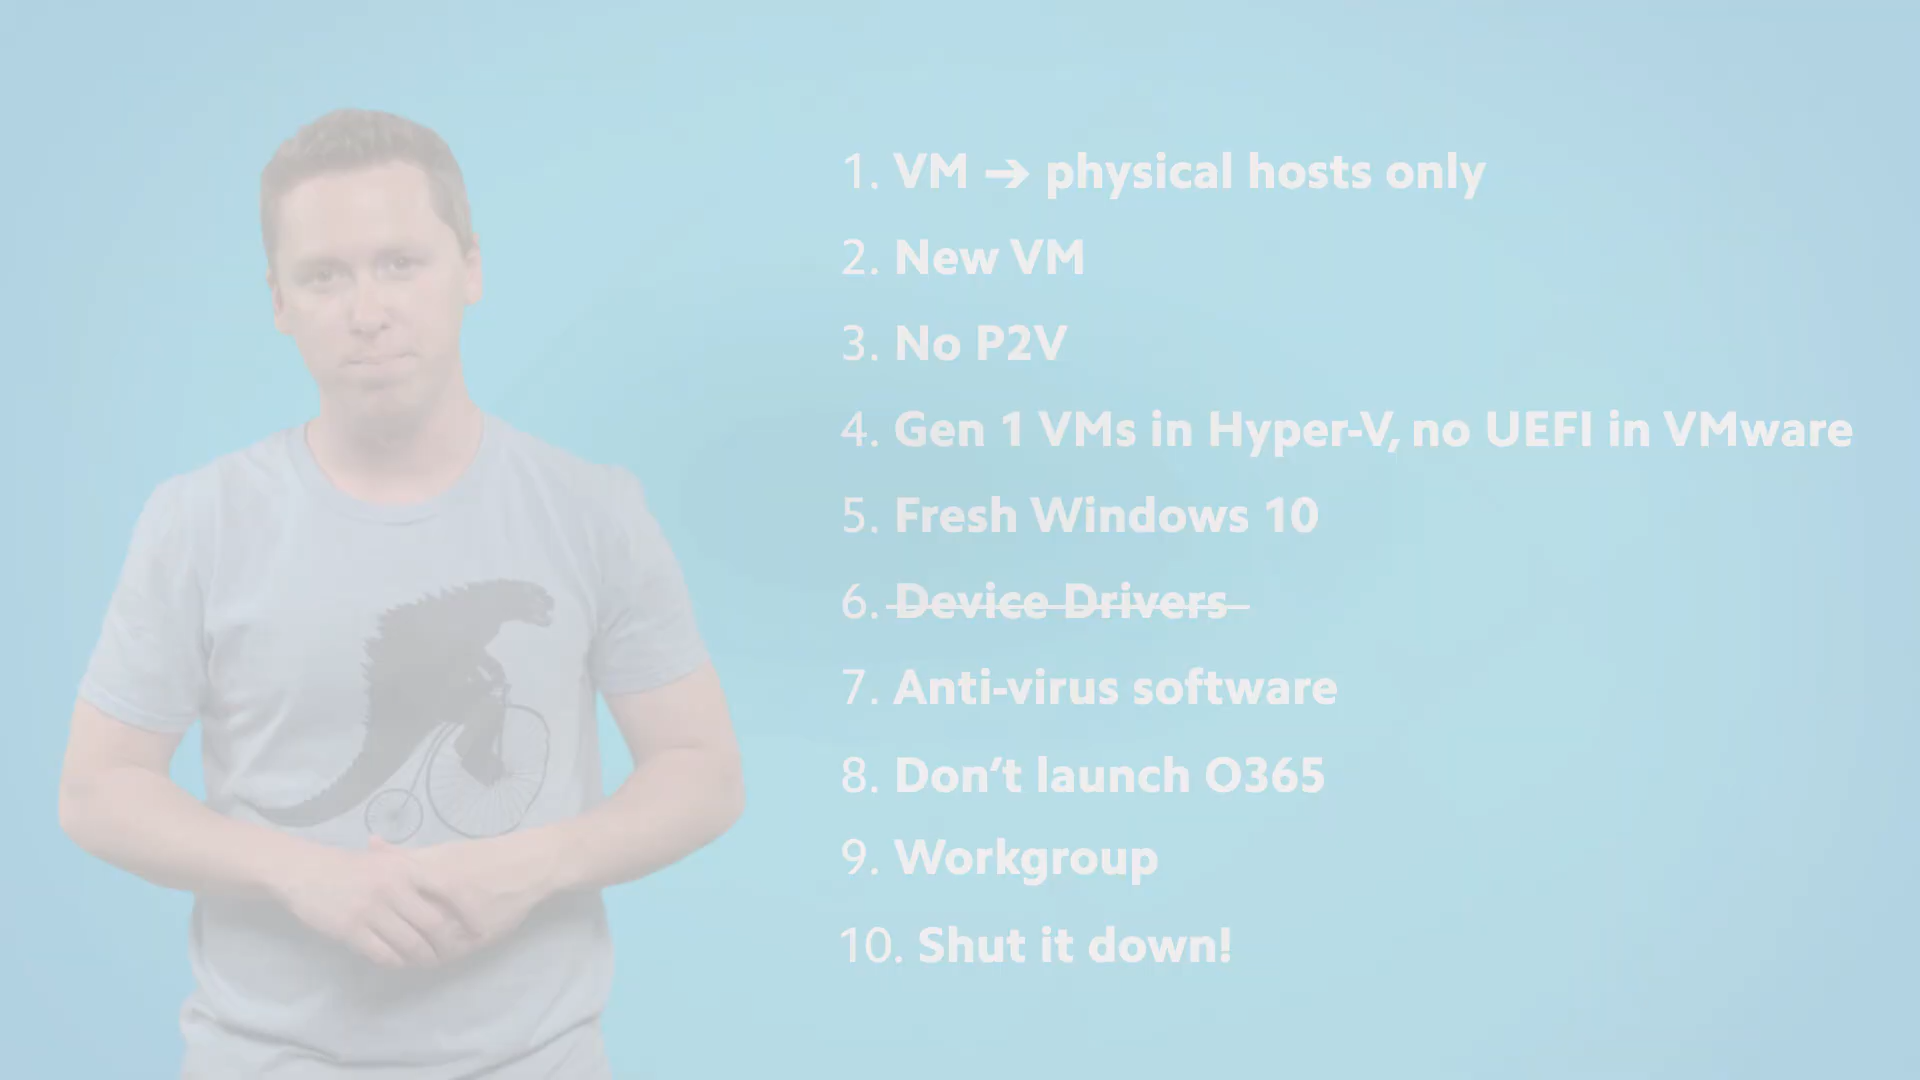 1. VM ➔ physical hosts only
2. New VM
3. No P2V
4. Gen 1 VMs in Hyper-V, no UEFI in VMware
5. Fresh Windows 10
6. Device Drivers
7. Anti-virus software
8. Don’t launch O365
9. Workgroup
10. Shut it down!